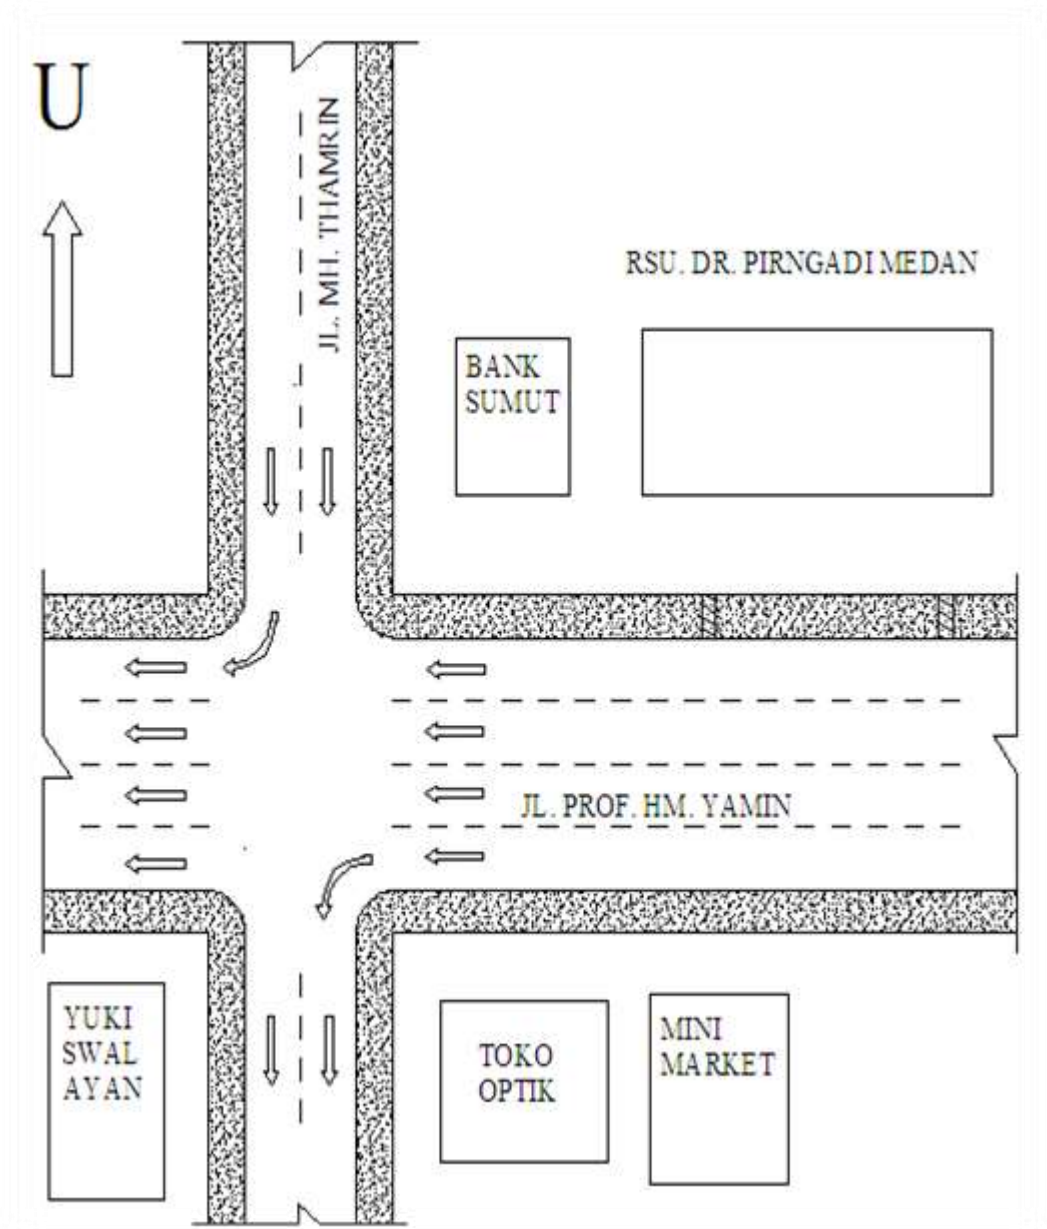 U
JL. MH. THAMRIN
RSU. DR. PIRNGADI MEDAN
BANK
SUMUT
JL. PROF. HM. YAMIN
YUKI
SWAL
AYAN
TOKO
OPTIK
MINI
MARKET